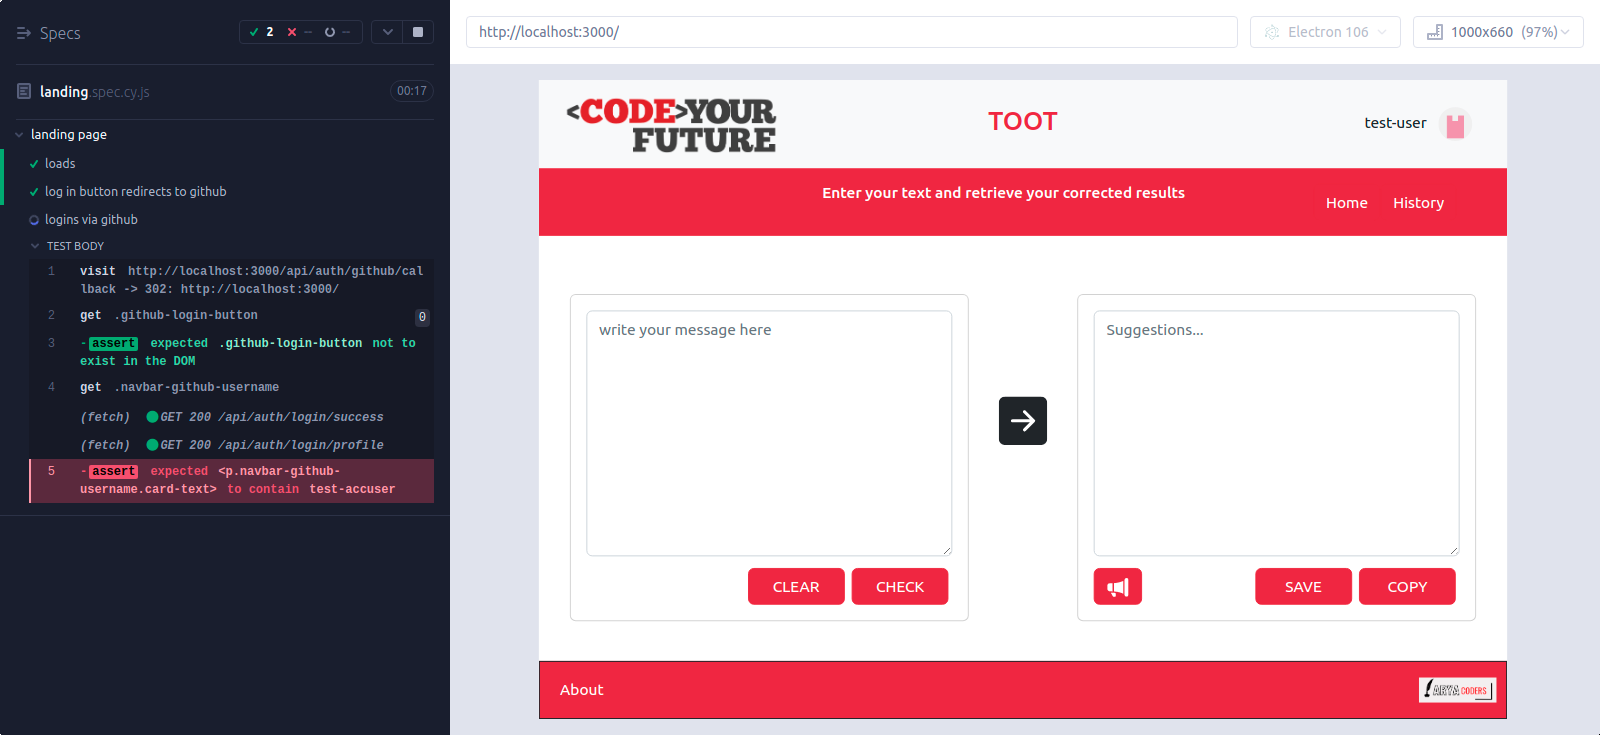 Specs
2 -- --
landing.spec.cy.js
00:17
landing page
loads
log in button redirects to github
logins via github
TEST BODY
1 visit http://localhost:3000/api/auth/github/cal
lback -> 302: http://localhost:3000/
2 get .github-login-button 0
3 -assert expected .github-login-button not to
exist in the DOM
4 get .navbar-github-username
(fetch) GET 200 /api/auth/login/success
(fetch) GET 200 /api/auth/login/profile
5 -assert expected <p.navbar-github-
username.card-text> to contain test-accuser
http://localhost:3000/
Electron 106
1000x660 (97%)
<CODE>YOUR
FUTURE
TOOT
test-user
Enter your text and retrieve your corrected results
Home
History
write your message here
CLEAR
CHECK
Suggestions...
SAVE
COPY
About
ARYA CODERS